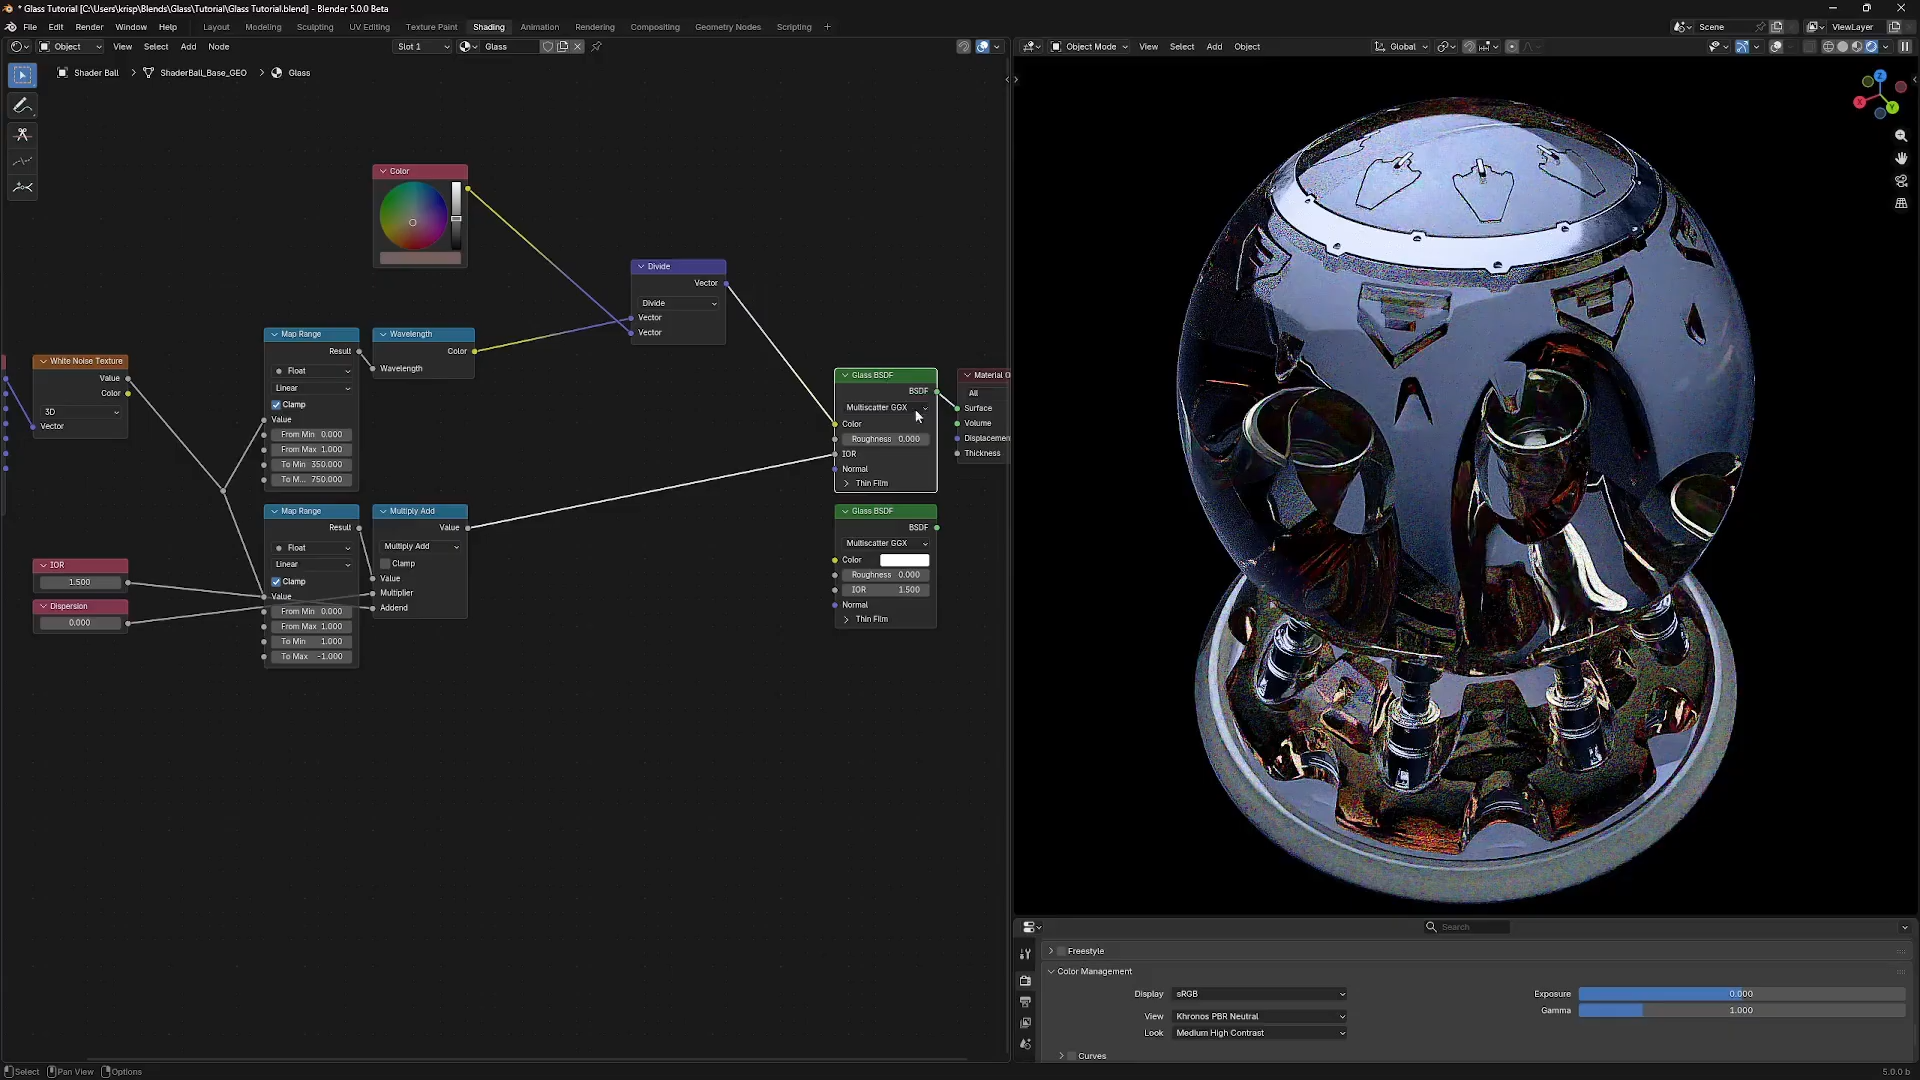 * Glass Tutorial [C:\Users\krisp\Blends\Glass\Tutorial\Glass Tutorial.blend] - Blender 5.0.0 Beta
File Edit Render Window Help Layout Modeling Sculpting UV Editing Texture Paint Shading Animation Rendering Compositing Geometry Nodes Scripting + Scene ViewLayer
Object View Select Add Node Slot 1 Glass
Object Mode View Select Add Object Global
Shader Ball > ShaderBall_Base_GEO > Glass
Color
Divide
Vector
Divide
Vector
Vector
White Noise Texture
Value
Color
3D
Vector
Map Range
Result
Float
Linear
Clamp
Value
From Min 0.000
From Max 1.000
To Min 350.000
To M... 750.000
Wavelength
Color
Wavelength
Glass BSDF
BSDF
Multiscatter GGX
Color
Roughness 0.000
IOR
Normal
Thin Film
Material O
All
Surface
Volume
Displacemen
Thickness
IOR
1.500
Dispersion
0.000
Map Range
Result
Float
Linear
Clamp
Value
From Min 0.000
From Max 1.000
To Min 1.000
To Max -1.000
Multiply Add
Value
Multiply Add
Clamp
Value
Multiplier
Addend
Glass BSDF
BSDF
Multiscatter GGX
Color
Roughness 0.000
IOR 1.500
Normal
Thin Film
Z
X
Y
Search
Freestyle
Color Management
Display sRGB
View Khronos PBR Neutral
Look Medium High Contrast
Exposure 0.000
Gamma 1.000
Curves
Select Pan View Options
5.0.0 b